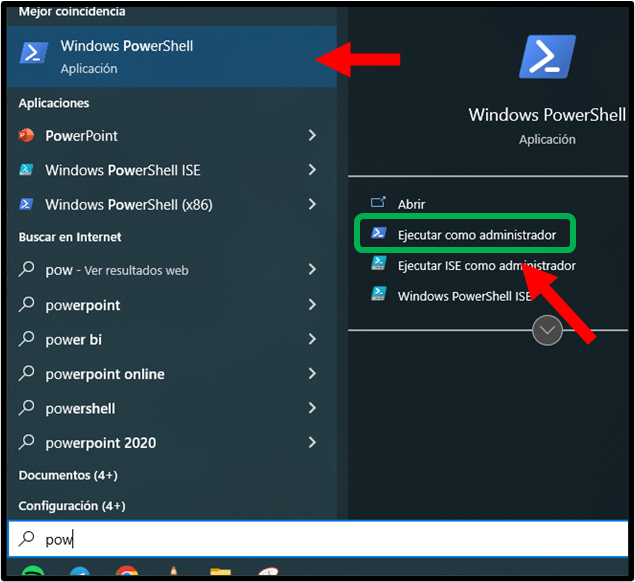 Mejor coincidencia
Windows PowerShell
Aplicación
Aplicaciones
PowerPoint
Windows PowerShell ISE
Windows PowerShell (x86)
Buscar en Internet
pow - Ver resultados web
powerpoint
power bi
powerpoint online
powershell
powerpoint 2020
Documentos (4+)
Configuración (4+)
pow
Windows PowerShell
Aplicación
Abrir
Ejecutar como administrador
Ejecutar ISE como administrador
Windows PowerShell ISE